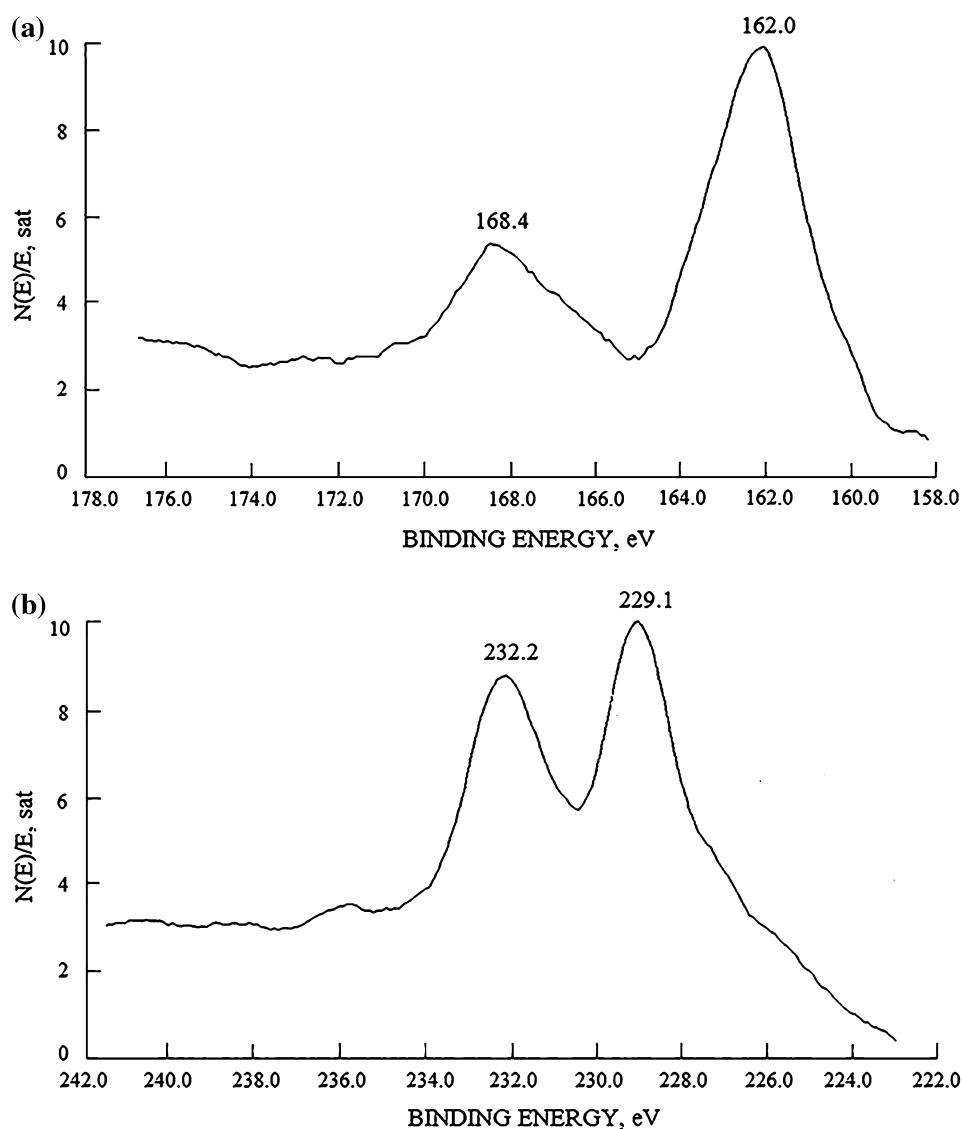 (a)
162.0
168.4
N(E)/E, sat
10
8
6
4
2
0
178.0 176.0 174.0 172.0 170.0 168.0 166.0 164.0 162.0 160.0 158.0
BINDING ENERGY, eV
(b)
229.1
232.2
N(E)/E, sat
10
8
6
4
2
0
242.0 240.0 238.0 236.0 234.0 232.0 230.0 228.0 226.0 224.0 222.0
BINDING ENERGY, eV